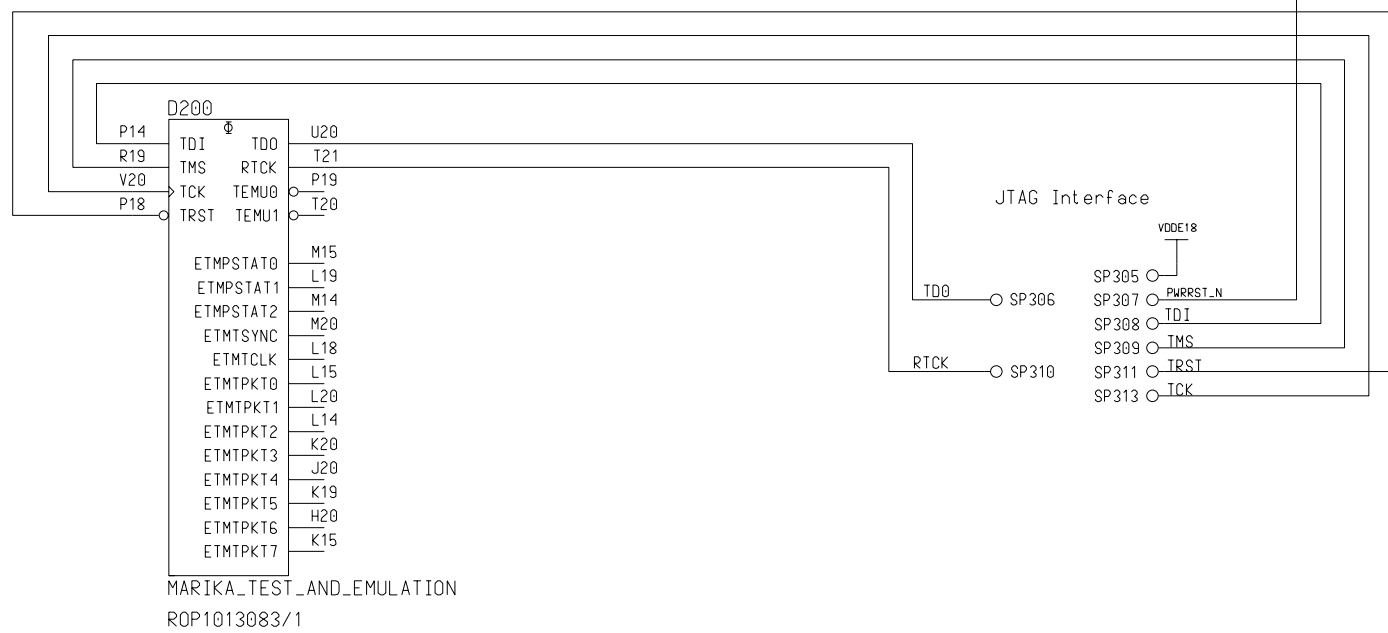 D200
Φ
P14 TDI TDO U20
R19 TMS RTCK T21
V20 TCK TEMU0 P19
P18 TRST TEMU1 T20
ETMPSTAT0 M15
ETMPSTAT1 L19
ETMPSTAT2 M14
ETMTSYNC M20
ETMTCLK L18
ETMTPKT0 L15
ETMTPKT1 L20
ETMTPKT2 L14
ETMTPKT3 K20
ETMTPKT4 J20
ETMTPKT5 K19
ETMTPKT6 H20
ETMTPKT7 K15
MARIKA_TEST_AND_EMULATION
ROP1013083/1
JTAG Interface
VDDE18
SP305
TDO SP306
SP307 PWRRST_N
SP308 TDI
SP309 TMS
RTCK SP310
SP311 TRST
SP313 TCK